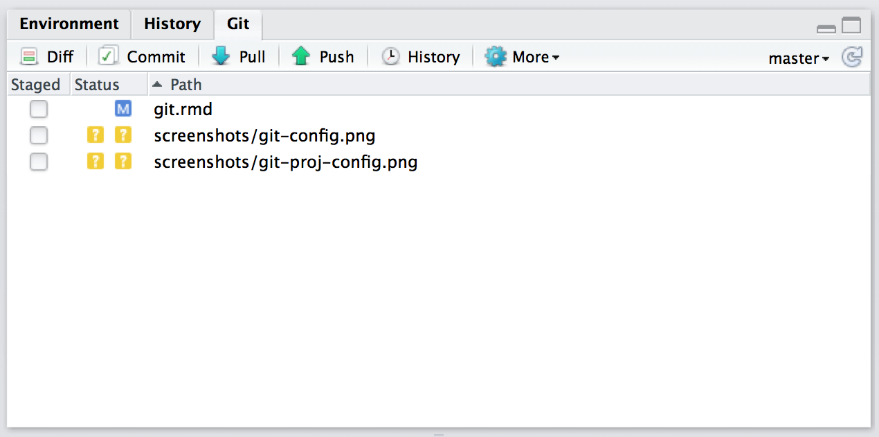 Environment History Git
Diff Commit Pull Push History More master
Staged Status Path
M git.rmd
? ? screenshots/git-config.png
? ? screenshots/git-proj-config.png